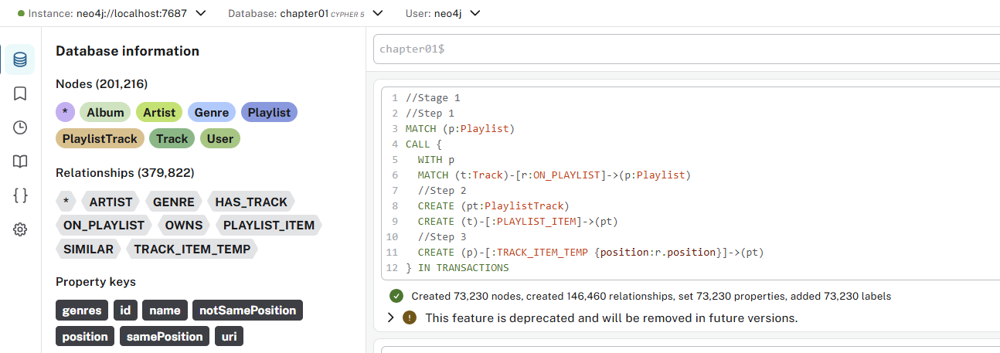 Instance: neo4j://localhost:7687 Database: chapter01 CYPHER 5 User: neo4j
Database information
Nodes (201,216)
* Album Artist Genre Playlist
PlaylistTrack Track User
Relationships (379,822)
* ARTIST GENRE HAS_TRACK
ON_PLAYLIST OWNS PLAYLIST_ITEM
SIMILAR TRACK_ITEM_TEMP
Property keys
genres id name notSamePosition
position samePosition uri
chapter01$
1 //Stage 1
2 //Step 1
3 MATCH (p:Playlist)
4 CALL {
5 WITH p
6 MATCH (t:Track)-[r:ON_PLAYLIST]->(p:Playlist)
7 //Step 2
8 CREATE (pt:PlaylistTrack)
9 CREATE (t)-[:PLAYLIST_ITEM]->(pt)
10 //Step 3
11 CREATE (p)-[:TRACK_ITEM_TEMP {position:r.position}]->(pt)
12 } IN TRANSACTIONS
Created 73,230 nodes, created 146,460 relationships, set 73,230 properties, added 73,230 labels
This feature is deprecated and will be removed in future versions.